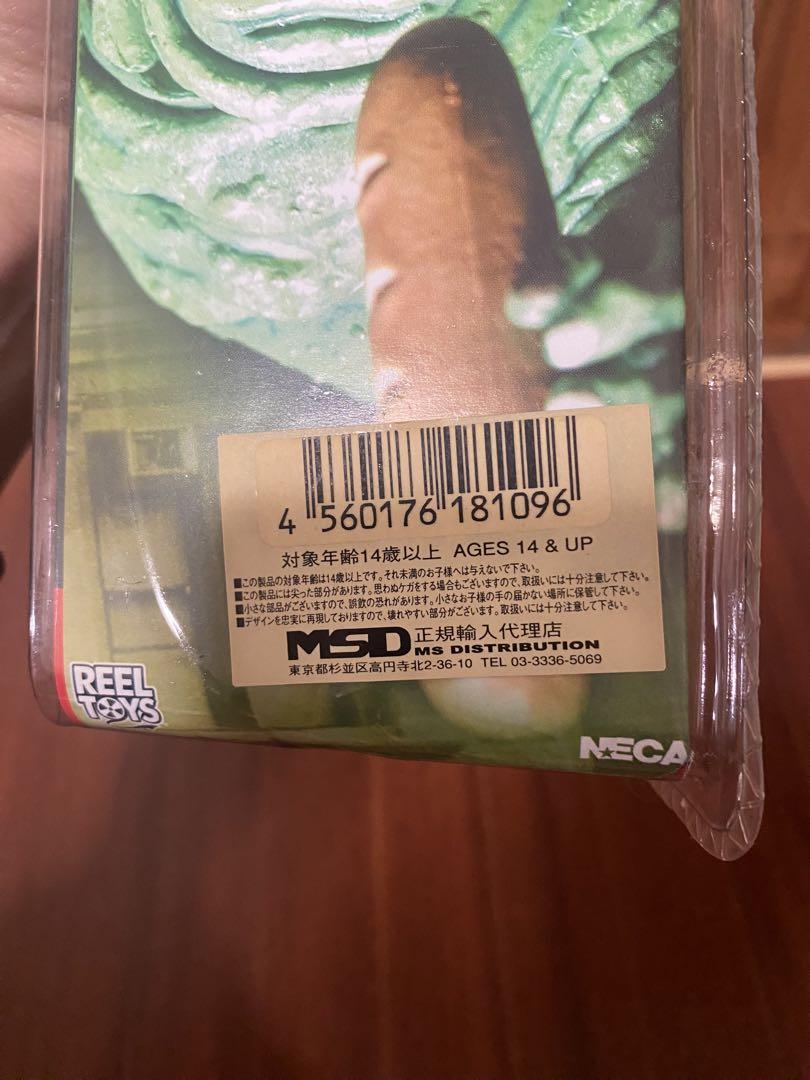 4 560176 181096
対象年齢14歳以上 AGES 14 & UP
■この製品の対象年齢は14歳以上です。それ未満のお子様へは与えないで下さい。
■この製品には尖った部分があります。思わぬケガをする場合もございますので、取扱いには十分注意して下さい。
■小さな部品がございますので、誤飲の恐れがあります。小さなお子様の手の届かない場所に保管して下さい。
■デザインを忠実に再現しておりますので、壊れやすい部分がございます。取扱いには十分注意して下さい。
MSD 正規輸入代理店
MS DISTRIBUTION
東京都杉並区高円寺北2-36-10 TEL 03-3336-5069
REEL
TOYS
NECA